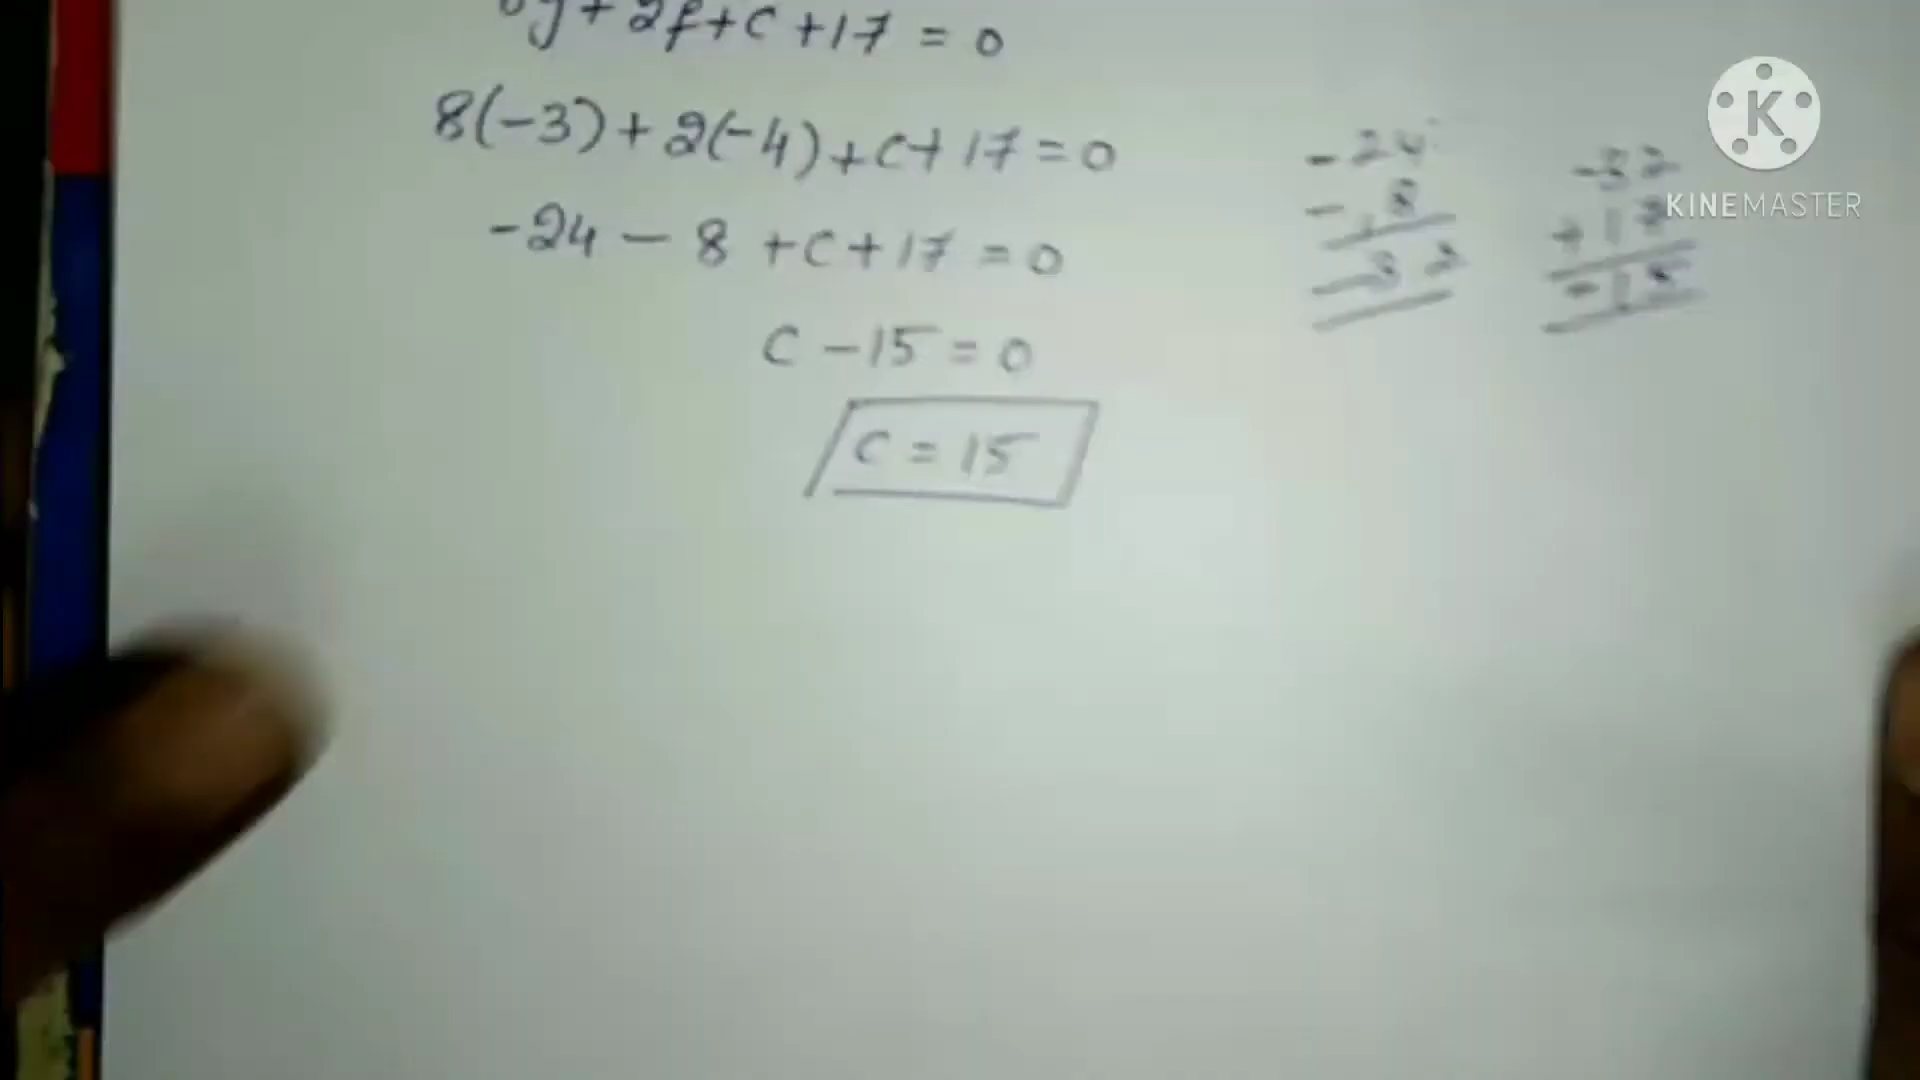 8g+2f+c+17 = 0
8(-3)+2(-4)+c+17=0
-24 - 8 +c+17 = 0
c -15 = 0
c = 15
-24
- 8
-32
-32
+17
-15
K
KINEMASTER